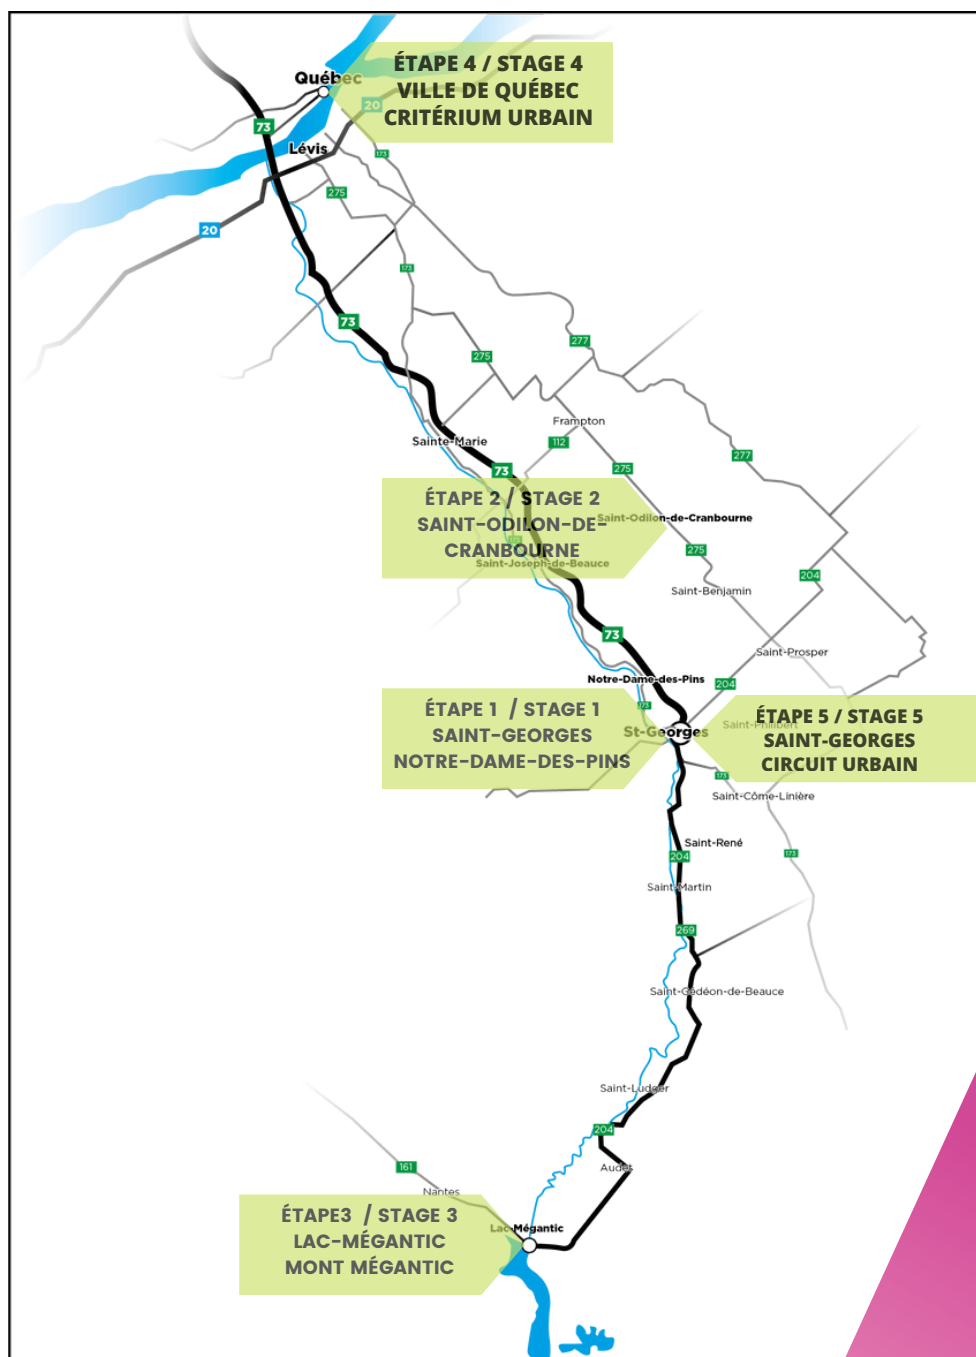 ÉTAPE 4 / STAGE 4
VILLE DE QUÉBEC
CRITÉRIUM URBAIN
Québec
20
73
Lévis
173
275
20
173
73
277
275
Frampton
Sainte-Marie
112
277
73
275
ÉTAPE 2 / STAGE 2
SAINT-ODILON-DE-
CRANBOURNE
Saint-Odilon-de-Cranbourne
173
275
Saint-Joseph-de-Beauce
204
Saint-Benjamin
73
Saint-Prosper
Notre-Dame-des-Pins
204
173
ÉTAPE 1 / STAGE 1
SAINT-GEORGES
NOTRE-DAME-DES-PINS
St-Georges
Saint-Philibert
ÉTAPE 5 / STAGE 5
SAINT-GEORGES
CIRCUIT URBAIN
173
Saint-Côme-Linière
Saint-René
204
173
Saint-Martin
269
Saint-Gédéon-de-Beauce
Saint-Ludger
204
161
Audet
Nantes
ÉTAPE3 / STAGE 3
LAC-MÉGANTIC
MONT MÉGANTIC
Lac-Mégantic